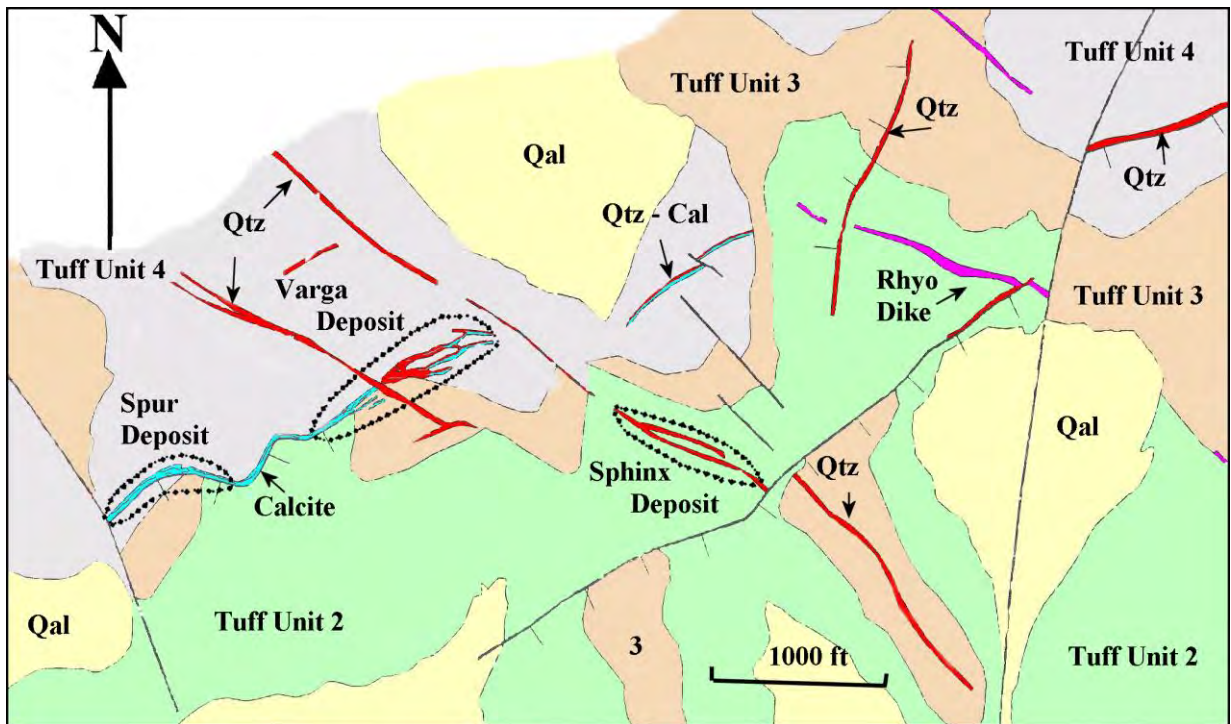 N
Tuff Unit 3
Tuff Unit 4
Qtz
Qal
Qtz
Qtz
Qtz - Cal
Tuff Unit 4
Varga
Deposit
Rhyo
Dike
Tuff Unit 3
Spur
Deposit
Qal
Sphinx
Deposit
Qtz
Calcite
Qal
Tuff Unit 2
3
1000 ft
Tuff Unit 2